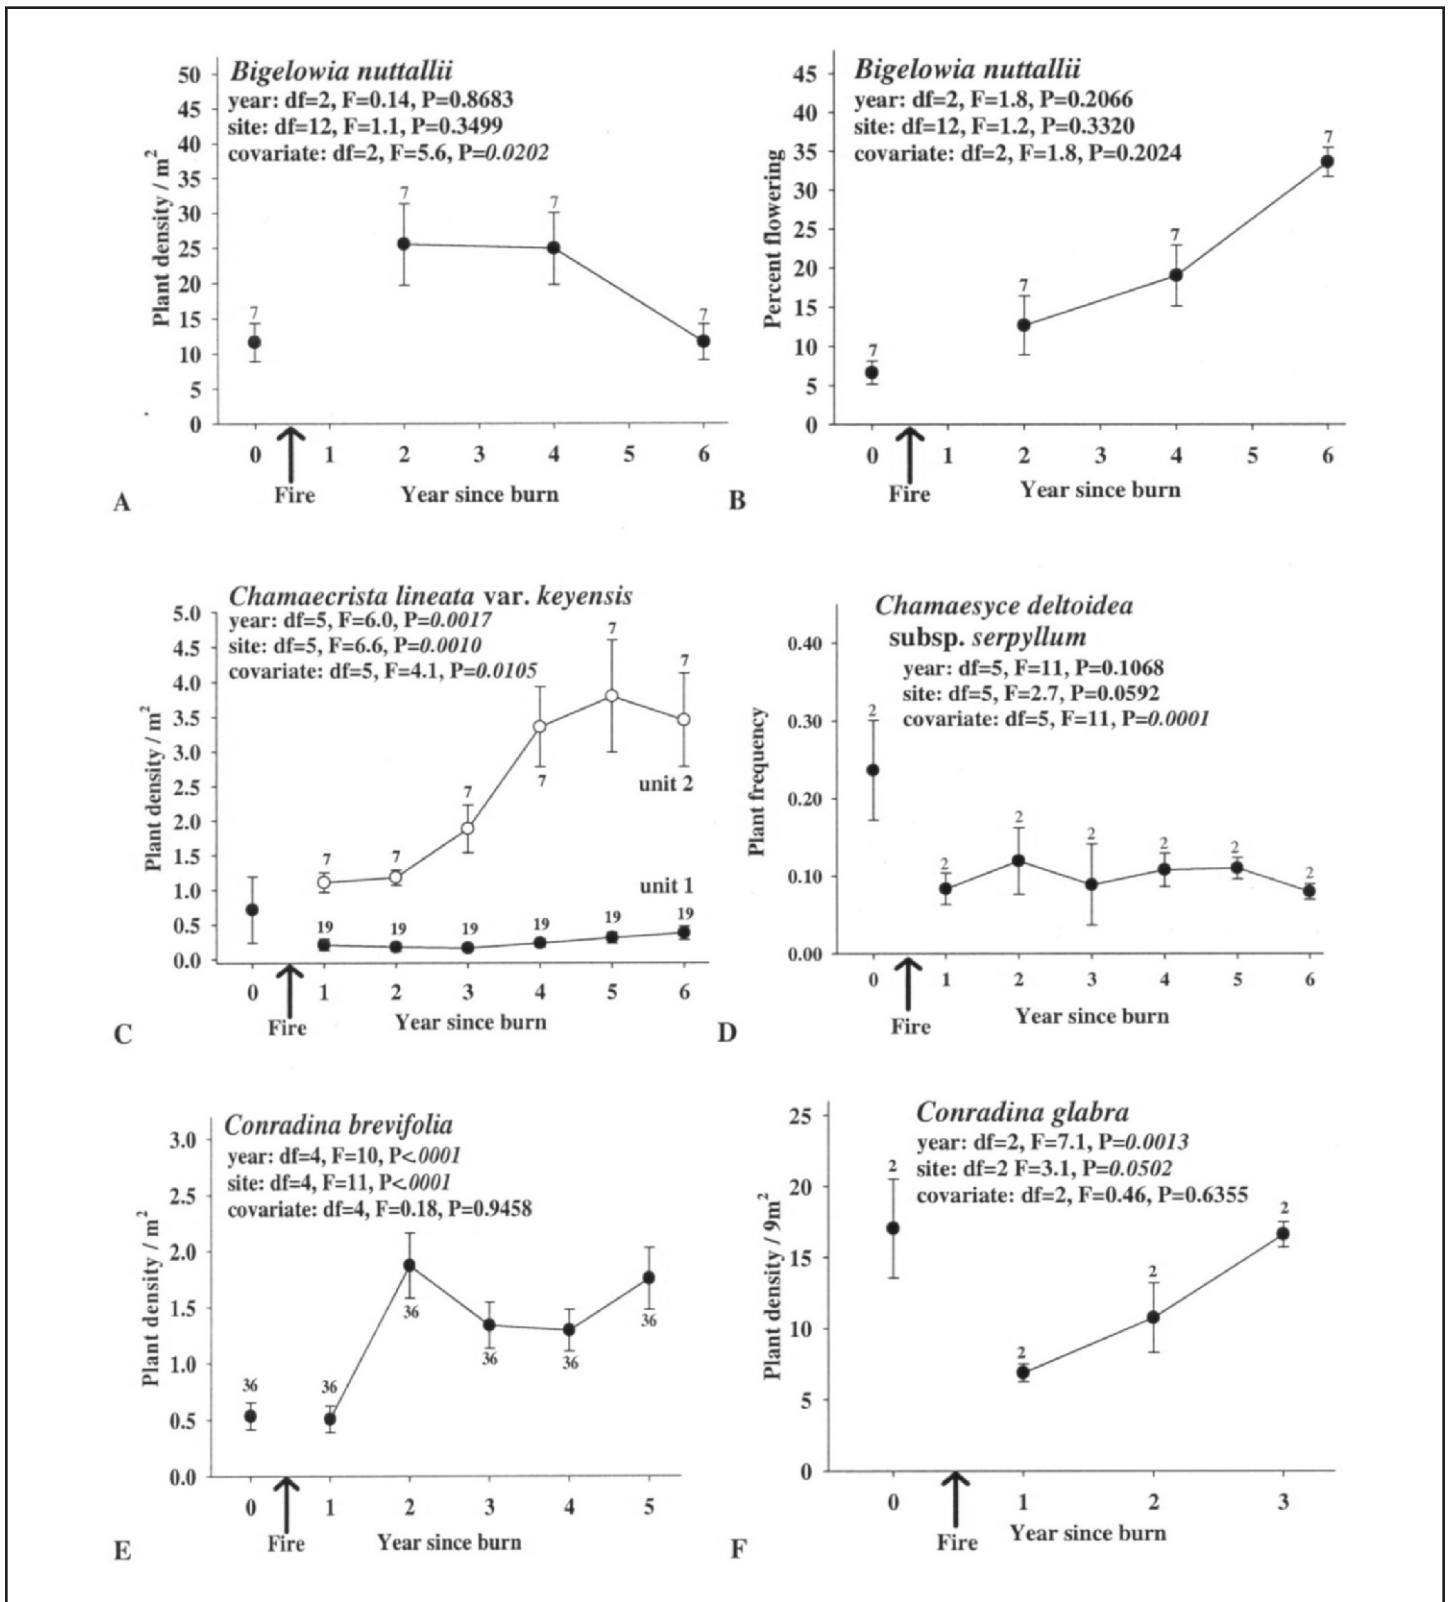 Bigelowia nuttallii
year: df=2, F=0.14, P=0.8683
site: df=12, F=1.1, P=0.3499
covariate: df=2, F=5.6, P=0.0202
Plant density / m²
50
45
40
35
30
25
20
15
10
5
0
7
7
7
7
0 1 2 3 4 5 6
Fire
Year since burn
A
Bigelowia nuttallii
year: df=2, F=1.8, P=0.2066
site: df=12, F=1.2, P=0.3320
covariate: df=2, F=1.8, P=0.2024
Percent flowering
45
40
35
30
25
20
15
10
5
0
7
7
7
7
0 1 2 3 4 5 6
Fire
Year since burn
B
Chamaecrista lineata var. keyensis
year: df=5, F=6.0, P=0.0017
site: df=5, F=6.6, P=0.0010
covariate: df=5, F=4.1, P=0.0105
Plant density / m²
5.0
4.5
4.0
3.5
3.0
2.5
2.0
1.5
1.0
0.5
0.0
7 7 7 7 7 7
unit 2
unit 1
19 19 19 19 19 19
0 1 2 3 4 5 6
Fire
Year since burn
C
Chamaesyce deltoidea
subsp. serpyllum
year: df=5, F=11, P=0.1068
site: df=5, F=2.7, P=0.0592
covariate: df=5, F=11, P=0.0001
Plant frequency
0.40
0.30
0.20
0.10
0.00
2 2 2 2 2 2 2
0 1 2 3 4 5 6
Fire
Year since burn
D
Conradina brevifolia
year: df=4, F=10, P<.0001
site: df=4, F=11, P<.0001
covariate: df=4, F=0.18, P=0.9458
Plant density / m²
3.0
2.5
2.0
1.5
1.0
0.5
0.0
36 36 36 36 36 36
0 1 2 3 4 5
Fire
Year since burn
E
Conradina glabra
year: df=2, F=7.1, P=0.0013
site: df=2 F=3.1, P=0.0502
covariate: df=2, F=0.46, P=0.6355
Plant density / 9m²
25
20
15
10
5
0
2 2 2 2
0 1 2 3
Fire
Year since burn
F